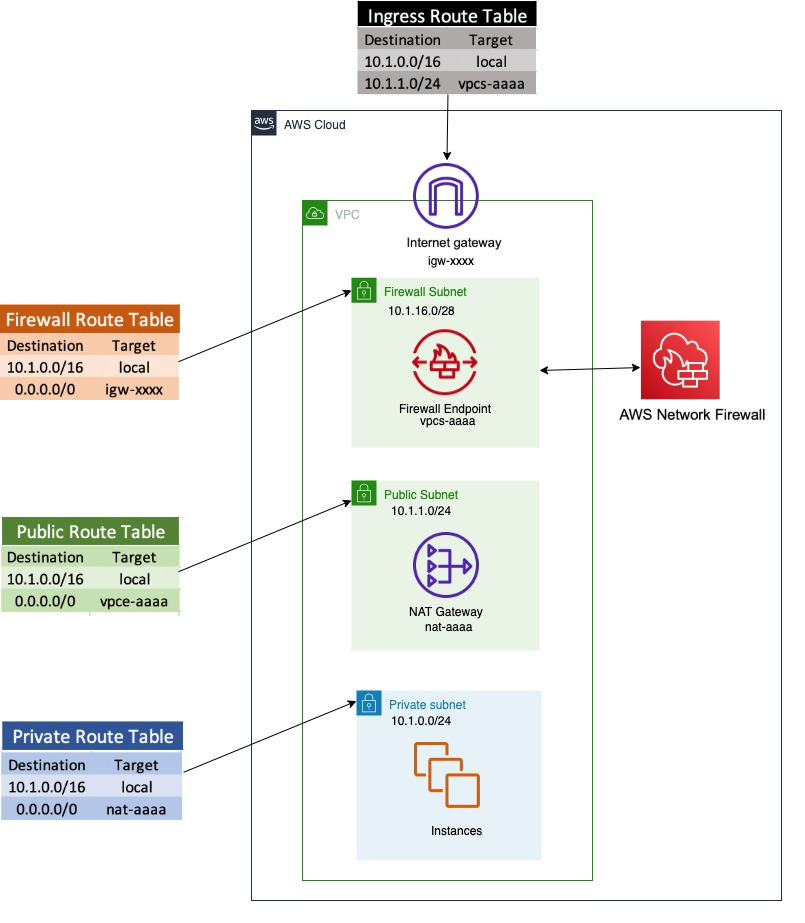 Ingress Route Table
Destination Target
10.1.0.0/16 local
10.1.1.0/24 vpcs-aaaa
aws
AWS Cloud
VPC
Internet gateway
igw-xxxx
Firewall Route Table
Destination Target
10.1.0.0/16 local
0.0.0.0/0 igw-xxxx
Firewall Subnet
10.1.16.0/28
Firewall Endpoint
vpcs-aaaa
AWS Network Firewall
Public Route Table
Destination Target
10.1.0.0/16 local
0.0.0.0/0 vpce-aaaa
Public Subnet
10.1.1.0/24
NAT Gateway
nat-aaaa
Private Route Table
Destination Target
10.1.0.0/16 local
0.0.0.0/0 nat-aaaa
Private subnet
10.1.0.0/24
Instances